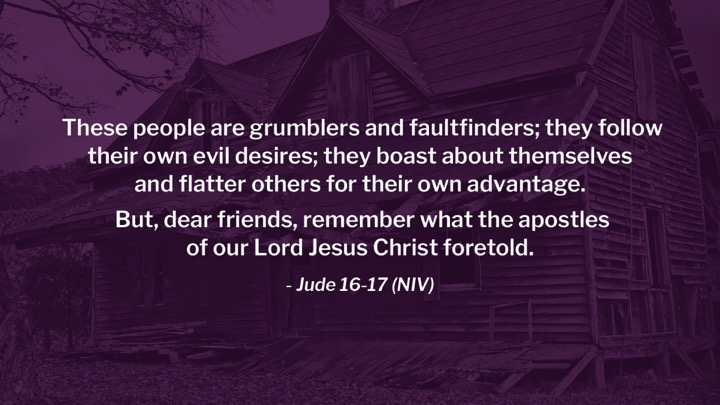 These people are grumblers and faultfinders; they follow
their own evil desires; they boast about themselves
and flatter others for their own advantage.
But, dear friends, remember what the apostles
of our Lord Jesus Christ foretold.
- Jude 16-17 (NIV)